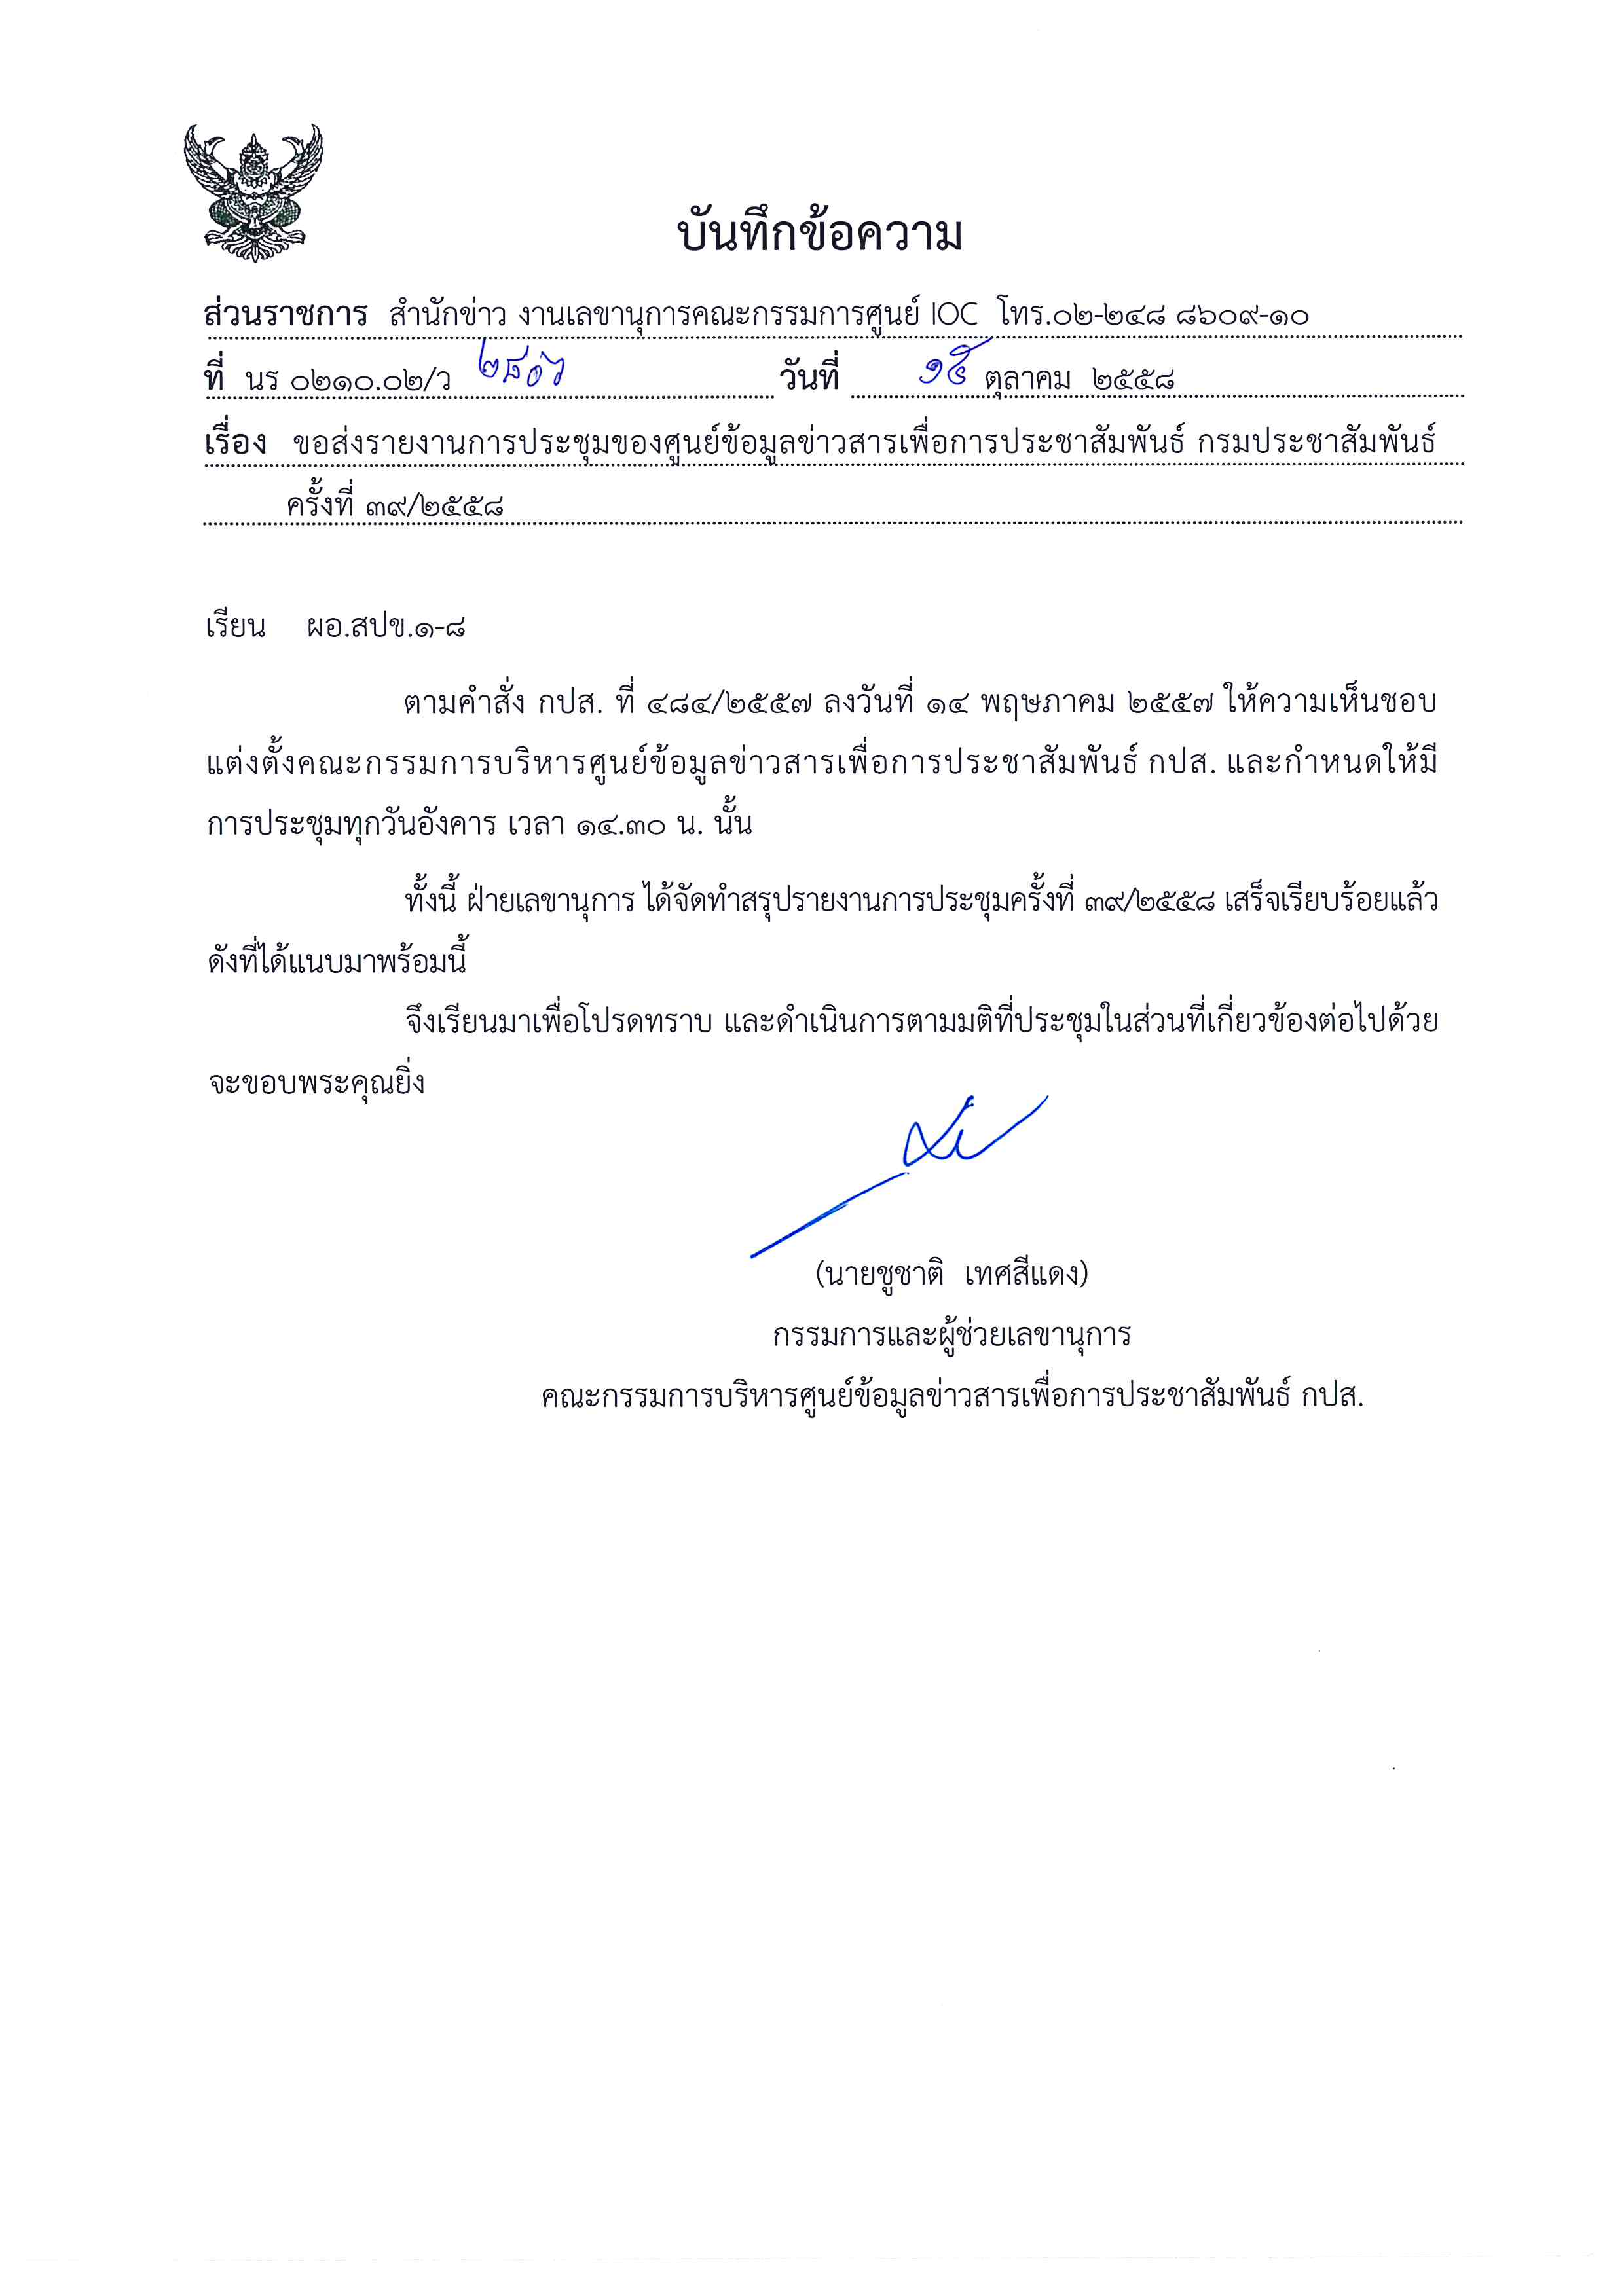 บันทึกข้อความ
ส่วนราชการ สำนักข่าว งานเลขานุการคณะกรรมการศูนย์ IOC โทร.๐๒-๒๔๘ ๘๖๐๙-๑๐
ที่ นร ๐๒๑๐.๐๒/ว วันที่ ๑๕ ตุลาคม ๒๕๕๘
เรื่อง ขอส่งรายงานการประชุมของศูนย์ข้อมูลข่าวสารเพื่อการประชาสัมพันธ์ กรมประชาสัมพันธ์
ครั้งที่ ๓๙/๒๕๕๘
เรียน ผอ.สปข.๑-๘
ตามคำสั่ง กปส. ที่ ๔๘๔/๒๕๕๗ ลงวันที่ ๑๔ พฤษภาคม ๒๕๕๗ ให้ความเห็นชอบ
แต่งตั้งคณะกรรมการบริหารศูนย์ข้อมูลข่าวสารเพื่อการประชาสัมพันธ์ กปส. และกำหนดให้มี
การประชุมทุกวันอังคาร เวลา ๑๔.๓๐ น. นั้น
ทั้งนี้ ฝ่ายเลขานุการ ได้จัดทำสรุปรายงานการประชุมครั้งที่ ๓๙/๒๕๕๘ เสร็จเรียบร้อยแล้ว
ดังที่ได้แนบมาพร้อมนี้
จึงเรียนมาเพื่อโปรดทราบ และดำเนินการตามมติที่ประชุมในส่วนที่เกี่ยวข้องต่อไปด้วย
จะขอบพระคุณยิ่ง
(นายชูชาติ เทศสีแดง)
กรรมการและผู้ช่วยเลขานุการ
คณะกรรมการบริหารศูนย์ข้อมูลข่าวสารเพื่อการประชาสัมพันธ์ กปส.